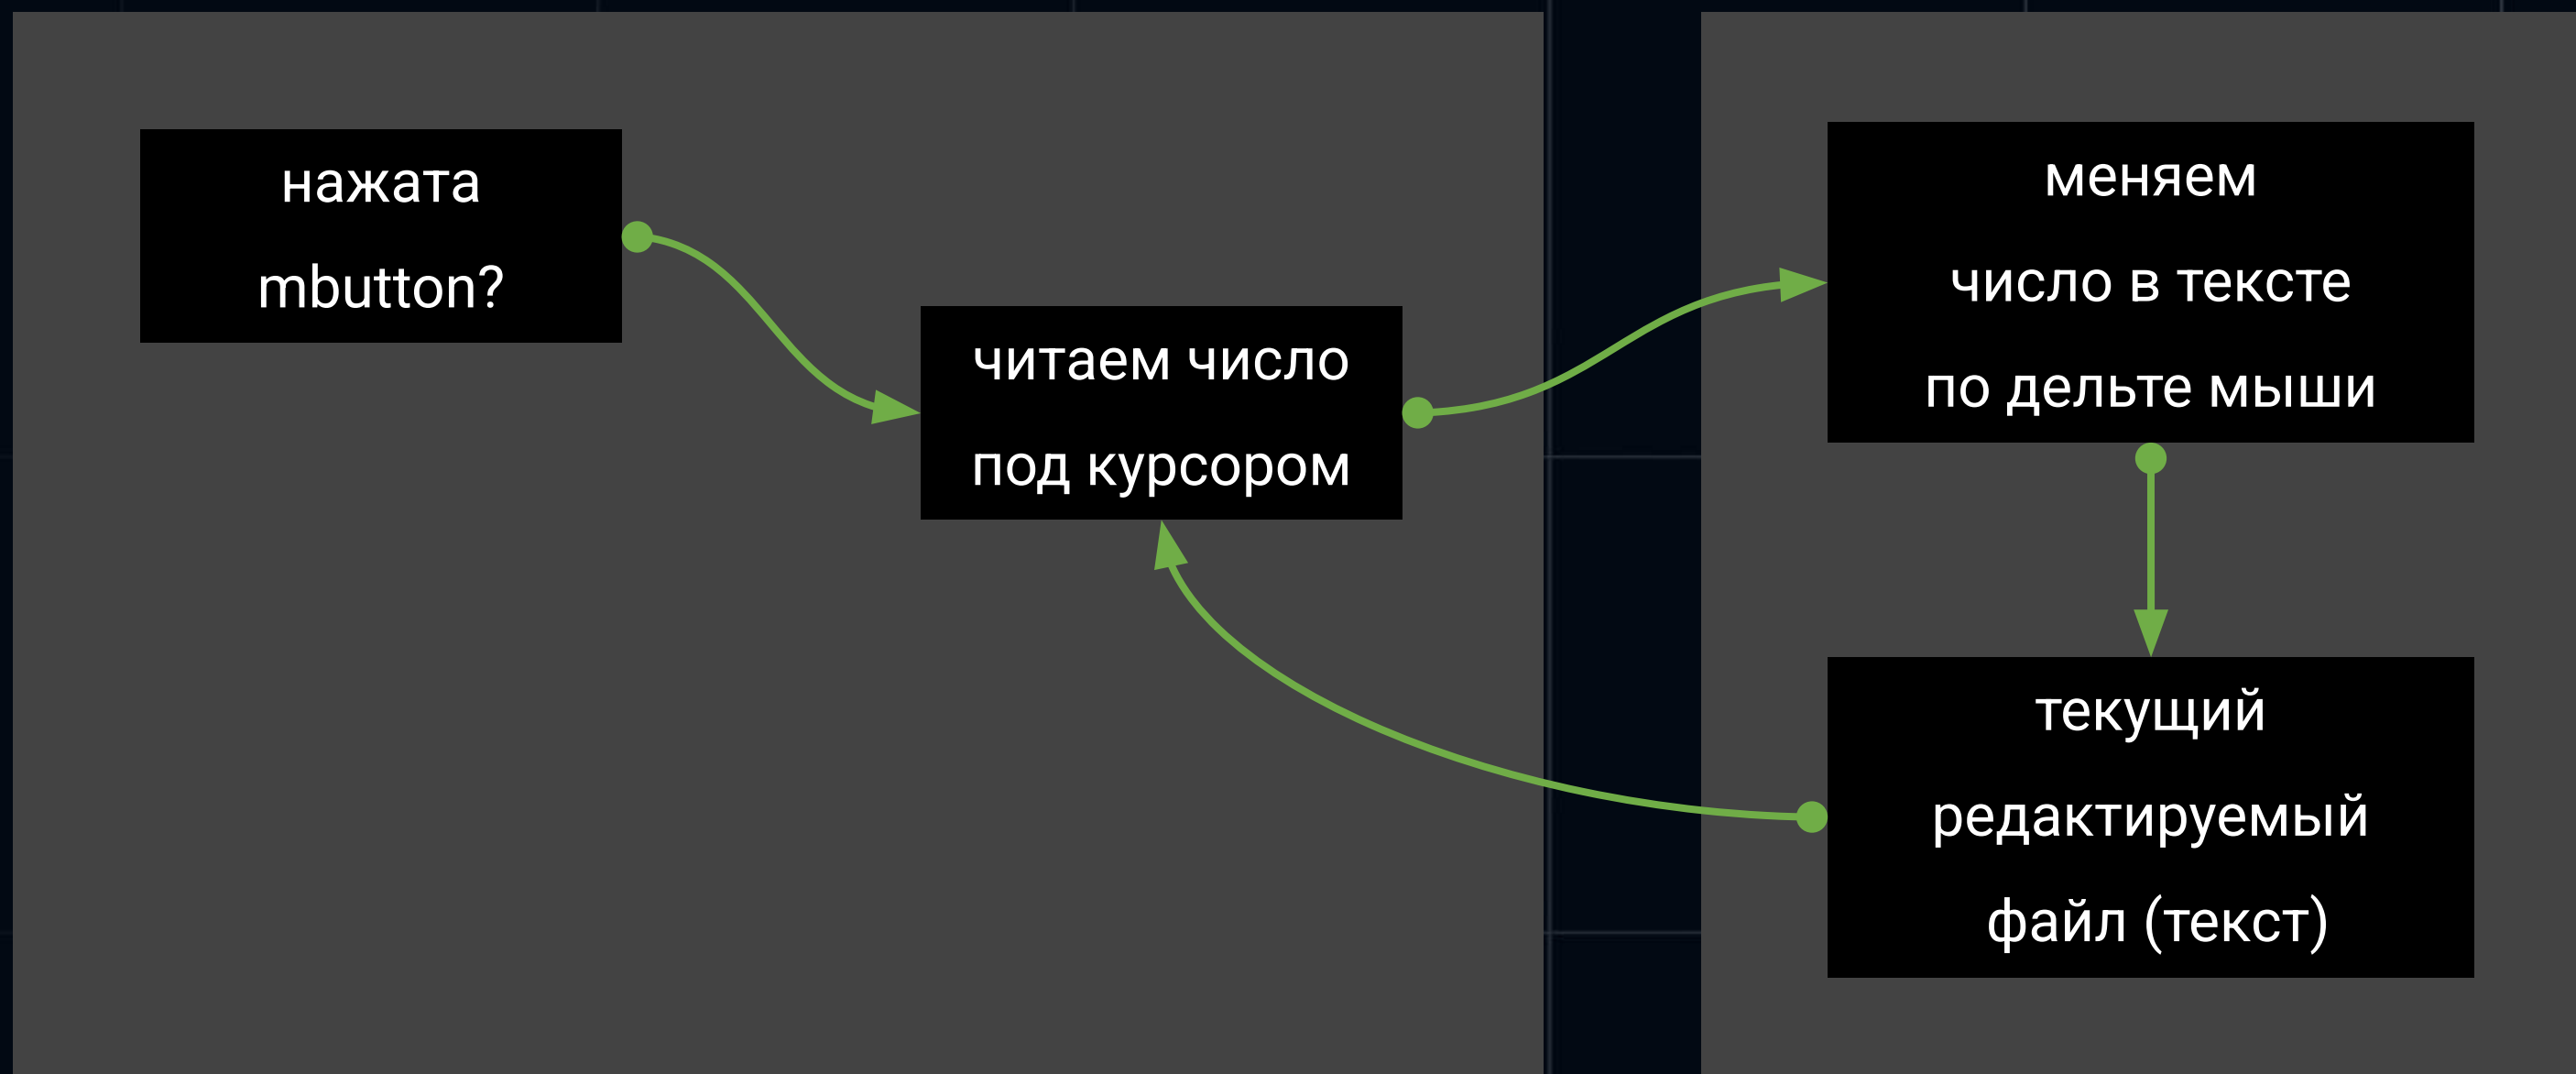 нажата
mbutton?
читаем число
под курсором
меняем
число в тексте
по дельте мыши
текущий
редактируемый
файл (текст)